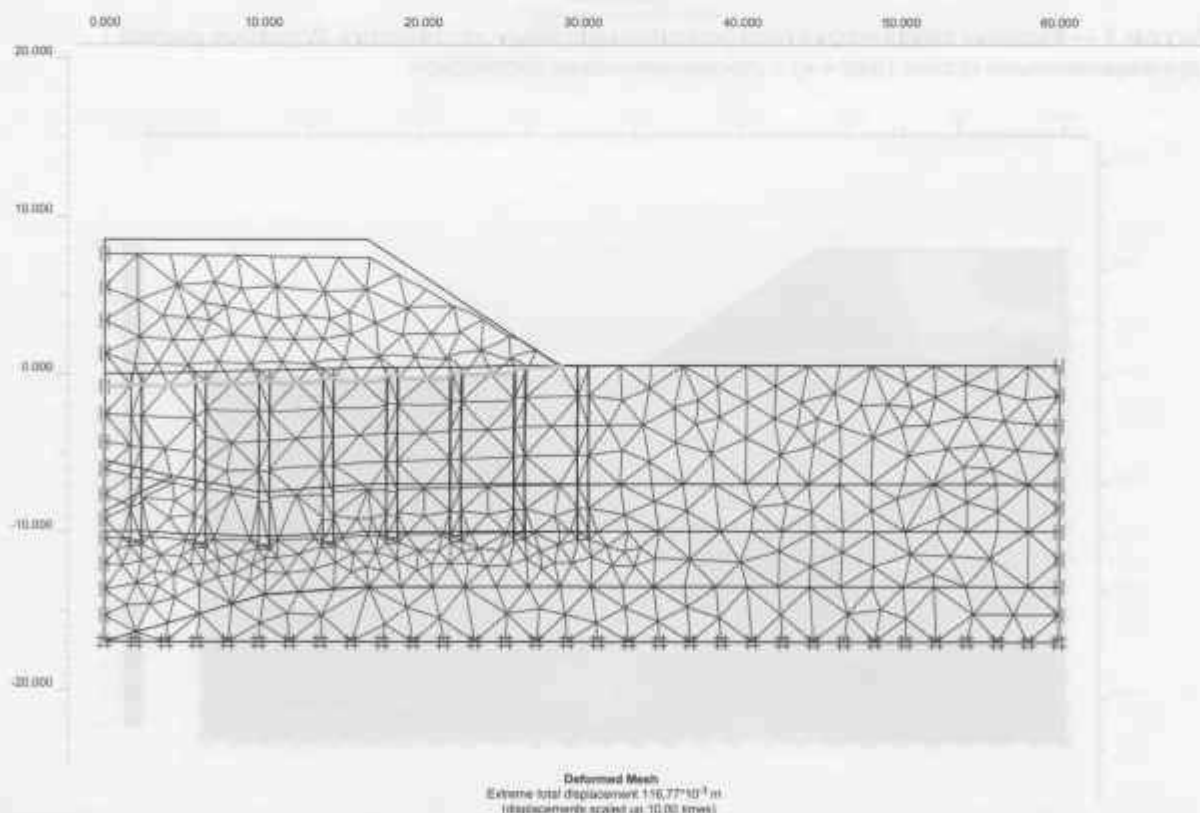 0.000 10.000 20.000 30.000 40.000 50.000 60.000
20.000
10.000
0.000
-10.000
-20.000
Deformed Mesh
Extreme total displacement 116,77*10⁻³ m
(displacements scaled up 10,00 times)